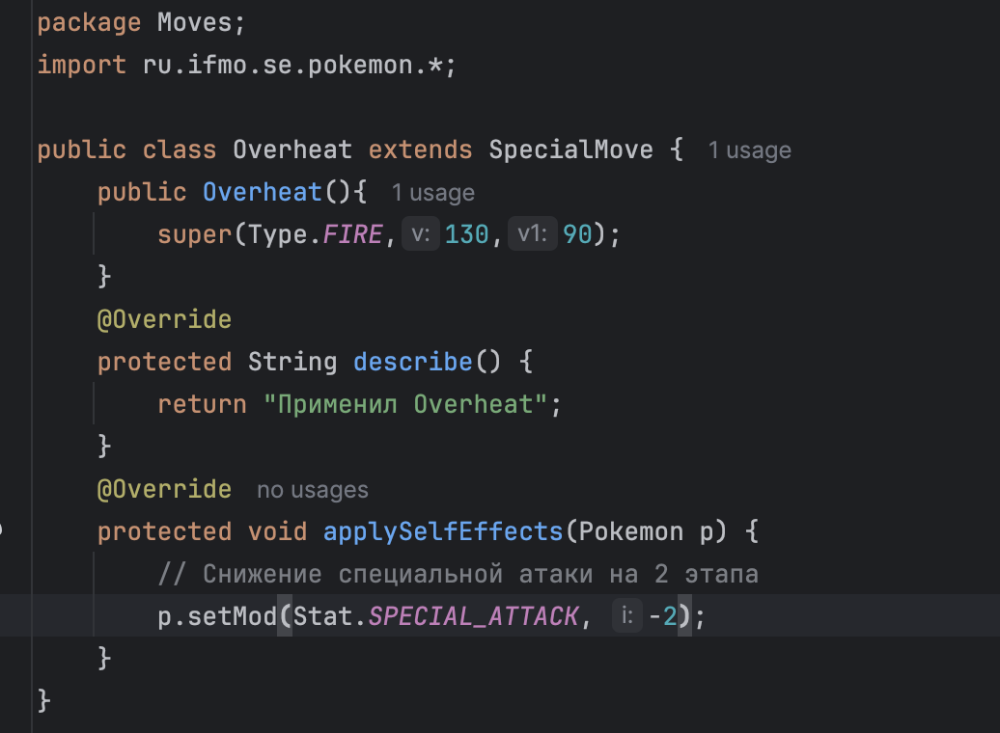 package Moves;
import ru.ifmo.se.pokemon.*;
public class Overheat extends SpecialMove {  1 usage
    public Overheat(){  1 usage
        super(Type.FIRE, v: 130, v1: 90);
    }
    @Override
    protected String describe() {
        return "Применил Overheat";
    }
    @Override  no usages
    protected void applySelfEffects(Pokemon p) {
        // Снижение специальной атаки на 2 этапа
        p.setMod(Stat.SPECIAL_ATTACK, i: -2);
    }
}